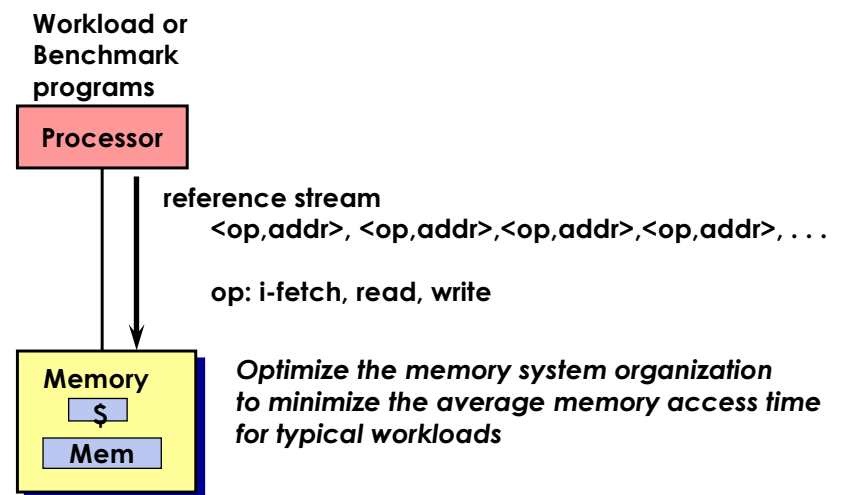 Workload or
Benchmark
programs
Processor
reference stream
<op,addr>, <op,addr>,<op,addr>,<op,addr>, . . .
op: i-fetch, read, write
Memory
$
Mem
Optimize the memory system organization
to minimize the average memory access time
for typical workloads